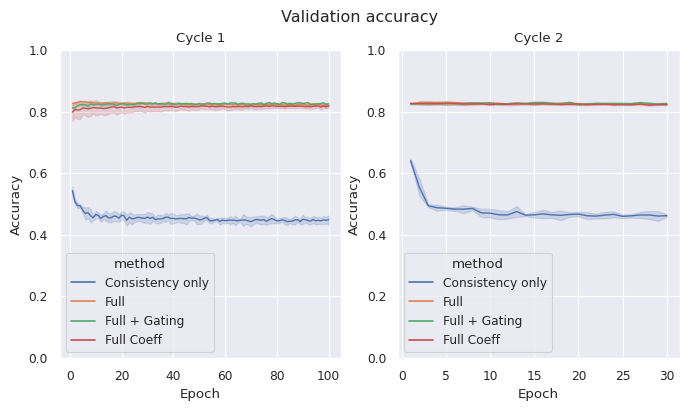 Validation accuracy
Cycle 1
Accuracy
1.0
0.8
0.6
0.4
0.2
0.0
method
Consistency only
Full
Full + Gating
Full Coeff
0 20 40 60 80 100
Epoch
Cycle 2
Accuracy
1.0
0.8
0.6
0.4
0.2
0.0
method
Consistency only
Full
Full + Gating
Full Coeff
0 5 10 15 20 25 30
Epoch